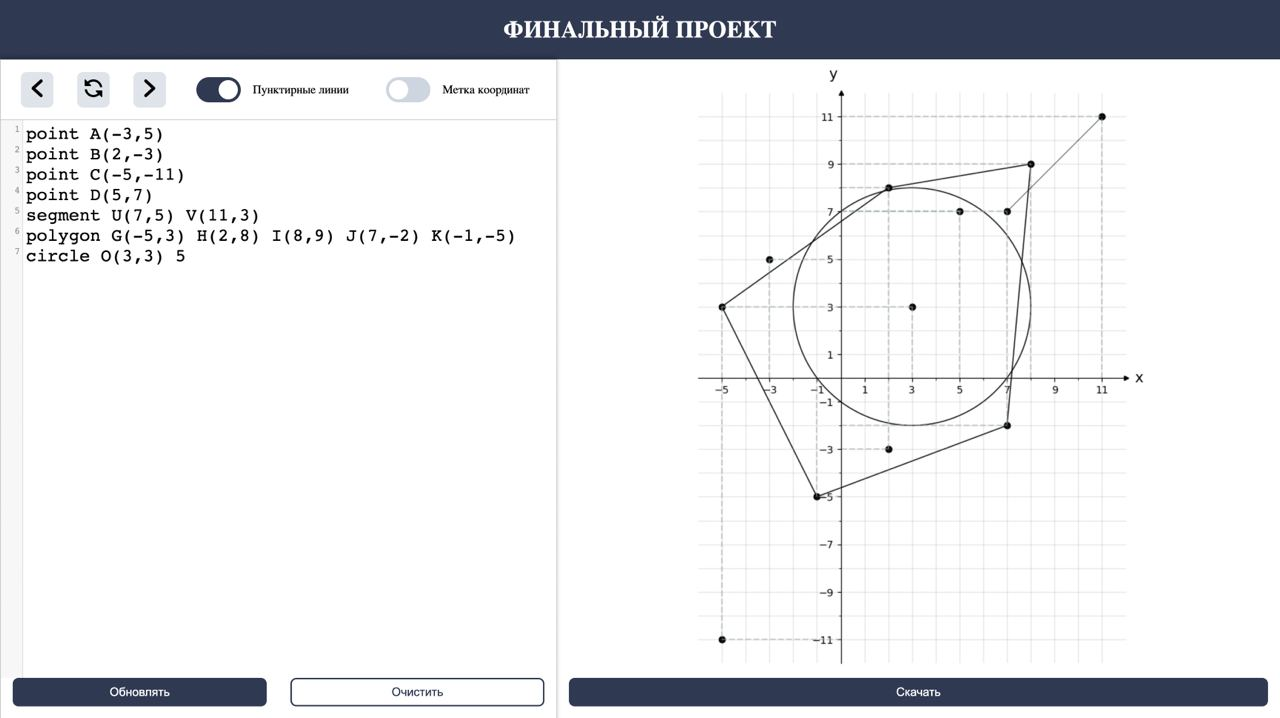 ФИНАЛЬНЫЙ ПРОЕКТ
Пунктирные линии
Метка координат
1 point A(-3,5)
2 point B(2,-3)
3 point C(-5,-11)
4 point D(5,7)
5 segment U(7,5) V(11,3)
6 polygon G(-5,3) H(2,8) I(8,9) J(7,-2) K(-1,-5)
7 circle O(3,3) 5
y
11
9
7
5
3
1
−5 −3 −1 1 3 5 7 9 11 x
−1
−3
−5
−7
−9
−11
Обновлять
Очистить
Скачать